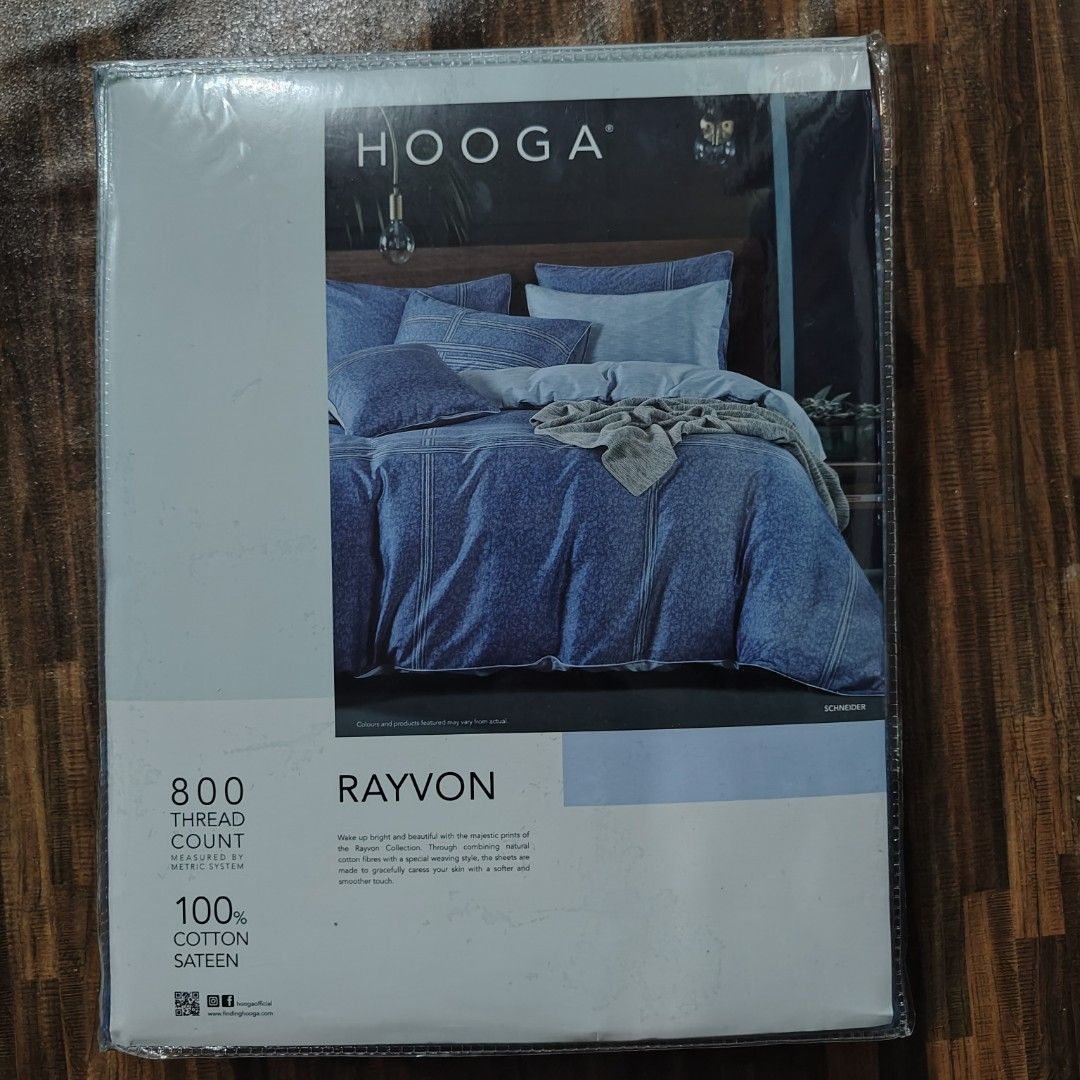 HOOGA®
SCHNEIDER
Colours and products featured may vary from actual.
800
THREAD
COUNT
MEASURED BY
METRIC SYSTEM
100%
COTTON
SATEEN
hoogaofficial
www.findinghooga.com
RAYVON
Wake up bright and beautiful with the majestic prints of
the Rayvon Collection. Through combining natural
cotton fibres with a special weaving style, the sheets are
made to gracefully caress your skin with a softer and
smoother touch.